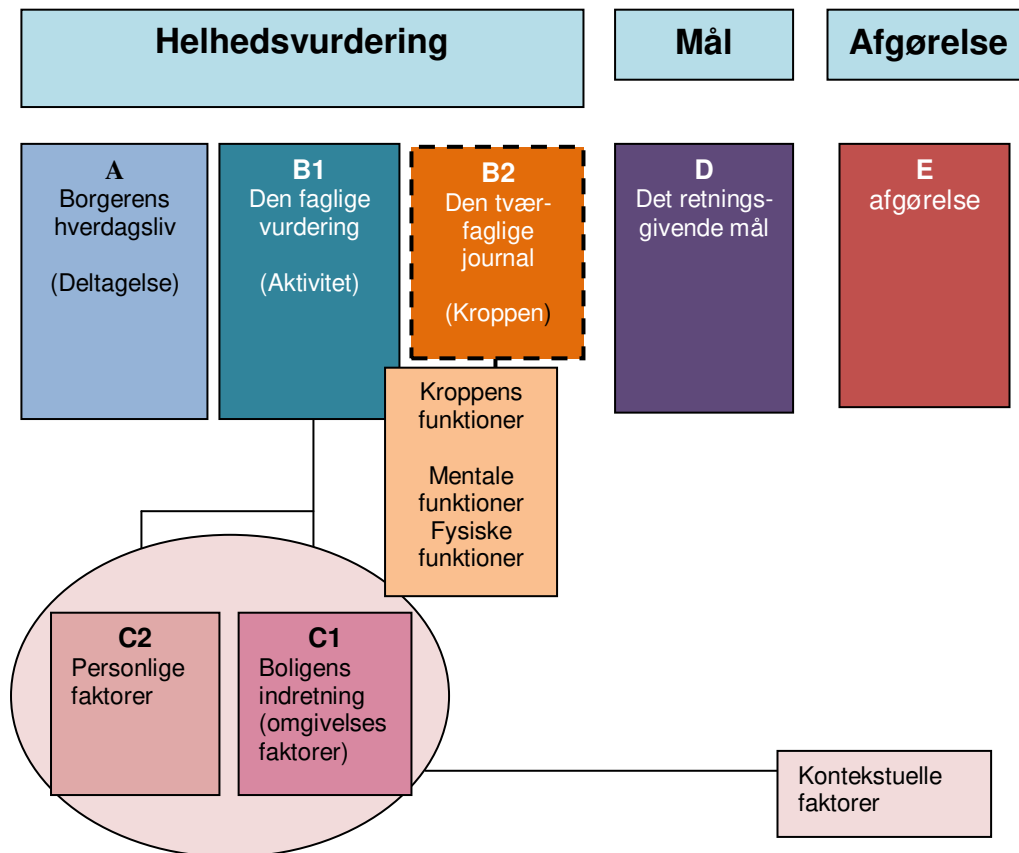 Helhedsvurdering
Mål
Afgørelse
A
Borgerens
hverdagsliv
(Deltagelse)
B1
Den faglige
vurdering
(Aktivitet)
B2
Den tvær-
faglige
journal
(Kroppen)
D
Det retnings-
givende mål
E
afgørelse
Kroppens
funktioner
Mentale
funktioner
Fysiske
funktioner
C2
Personlige
faktorer
C1
Boligens
indretning
(omgivelses
faktorer)
Kontekstuelle
faktorer